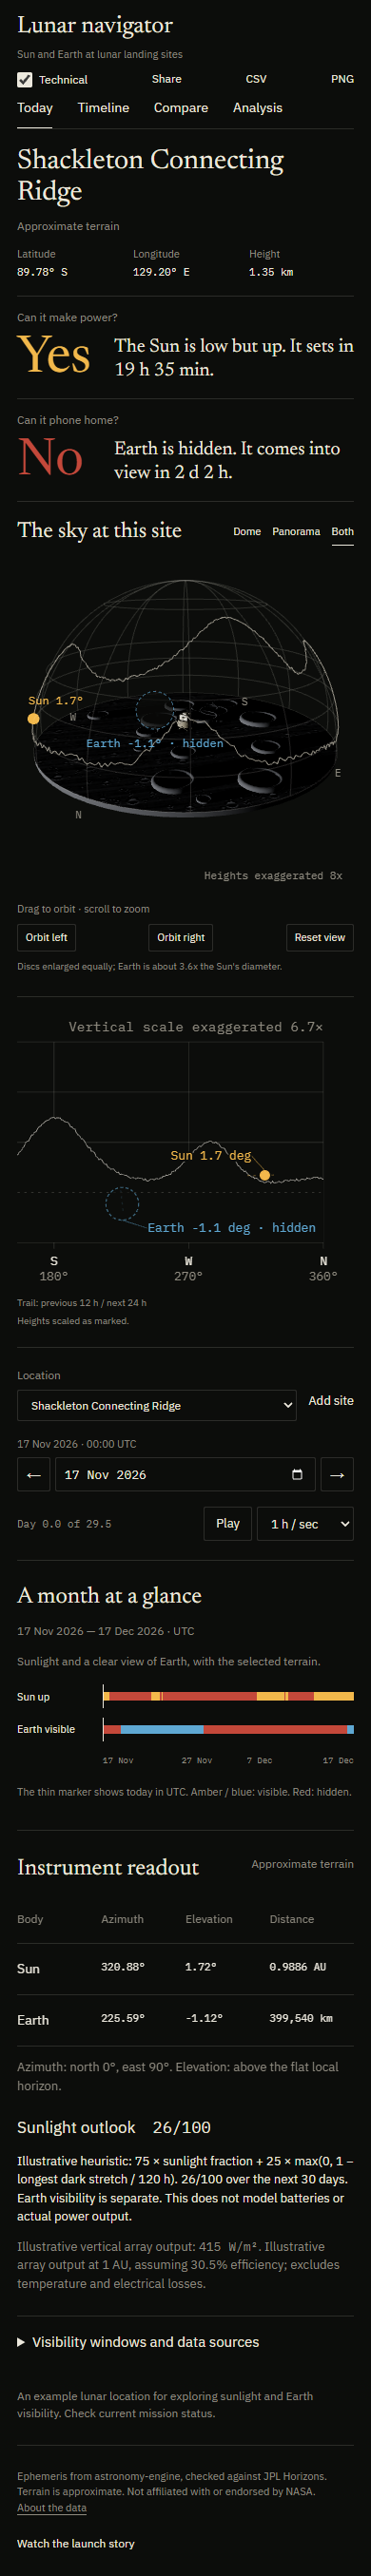 Lunar navigator
Sun and Earth at lunar landing sites
Technical Share CSV PNG
Today Timeline Compare Analysis
Shackleton Connecting
Ridge
Approximate terrain
Latitude Longitude Height
89.78° S 129.20° E 1.35 km
Can it make power?
Yes
The Sun is low but up. It sets in
19 h 35 min.
Can it phone home?
No
Earth is hidden. It comes into
view in 2 d 2 h.
The sky at this site Dome Panorama Both
Sun 1.7°
W
S
Earth -1.1° · hidden
E
N
Heights exaggerated 8x
Drag to orbit · scroll to zoom
Orbit left Orbit right Reset view
Discs enlarged equally; Earth is about 3.6x the Sun's diameter.
Vertical scale exaggerated 6.7×
Sun 1.7 deg
Earth -1.1 deg · hidden
S W N
180° 270° 360°
Trail: previous 12 h / next 24 h
Heights scaled as marked.
Location
Shackleton Connecting Ridge Add site
17 Nov 2026 · 00:00 UTC
← 17 Nov 2026 →
Day 0.0 of 29.5 Play 1 h / sec
A month at a glance
17 Nov 2026 — 17 Dec 2026 · UTC
Sunlight and a clear view of Earth, with the selected terrain.
Sun up
Earth visible
17 Nov 27 Nov 7 Dec 17 Dec
The thin marker shows today in UTC. Amber / blue: visible. Red: hidden.
Instrument readout Approximate terrain
Body Azimuth Elevation Distance
Sun 320.88° 1.72° 0.9886 AU
Earth 225.59° -1.12° 399,540 km
Azimuth: north 0°, east 90°. Elevation: above the flat local
horizon.
Sunlight outlook 26/100
Illustrative heuristic: 75 × sunlight fraction + 25 × max(0, 1 −
longest dark stretch / 120 h). 26/100 over the next 30 days.
Earth visibility is separate. This does not model batteries or
actual power output.
Illustrative vertical array output: 415 W/m². Illustrative
array output at 1 AU, assuming 30.5% efficiency; excludes
temperature and electrical losses.
Visibility windows and data sources
An example lunar location for exploring sunlight and Earth
visibility. Check current mission status.
Ephemeris from astronomy-engine, checked against JPL Horizons.
Terrain is approximate. Not affiliated with or endorsed by NASA.
About the data
Watch the launch story